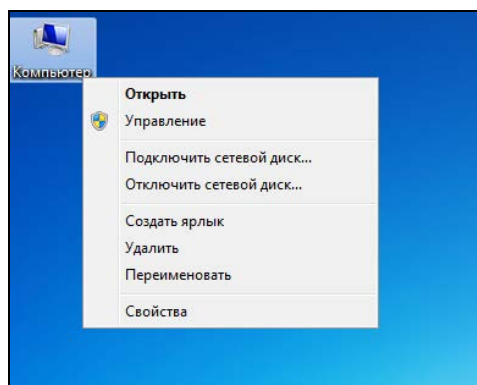 Компьютер
Открыть
Управление
Подключить сетевой диск...
Отключить сетевой диск...
Создать ярлык
Удалить
Переименовать
Свойства